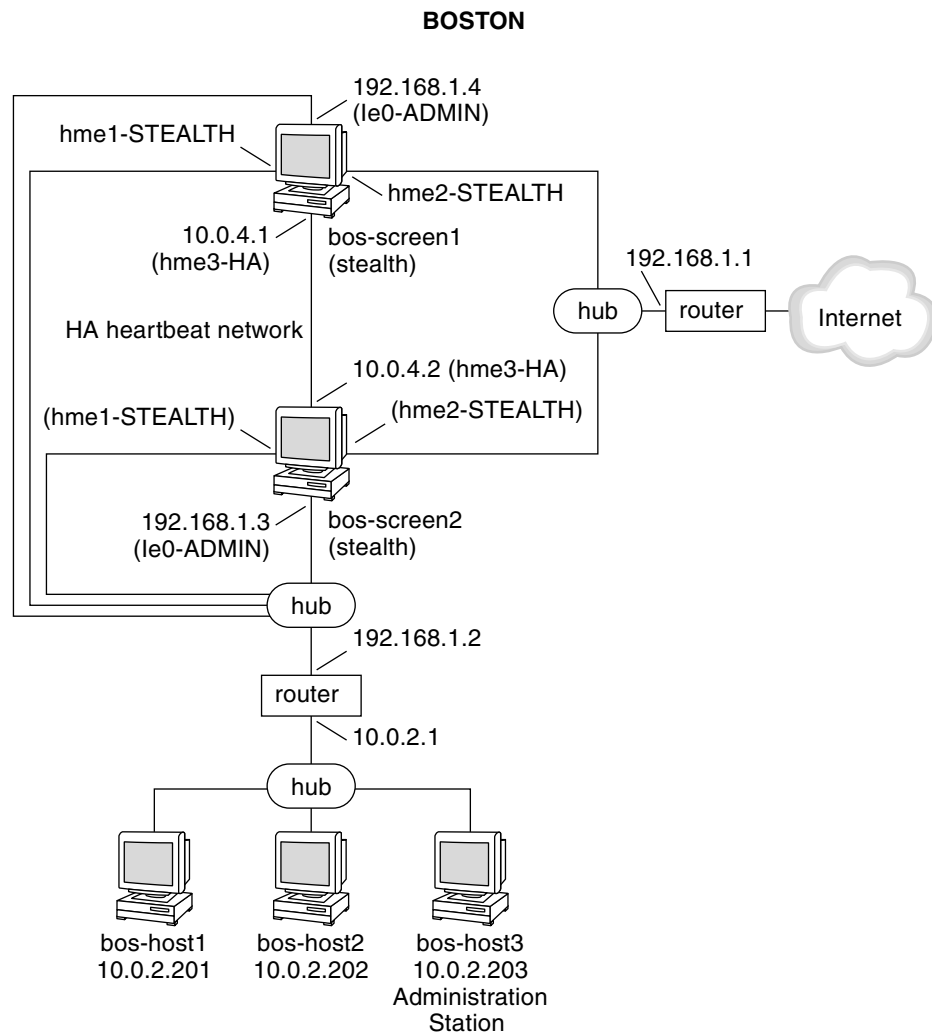 BOSTON
192.168.1.4
(le0-ADMIN)
hme1-STEALTH
hme2-STEALTH
10.0.4.1
(hme3-HA)
bos-screen1
(stealth)
192.168.1.1
hub
router
Internet
HA heartbeat network
10.0.4.2 (hme3-HA)
(hme1-STEALTH)
(hme2-STEALTH)
192.168.1.3
(le0-ADMIN)
bos-screen2
(stealth)
hub
192.168.1.2
router
10.0.2.1
hub
bos-host1
10.0.2.201
bos-host2
10.0.2.202
bos-host3
10.0.2.203
Administration
Station